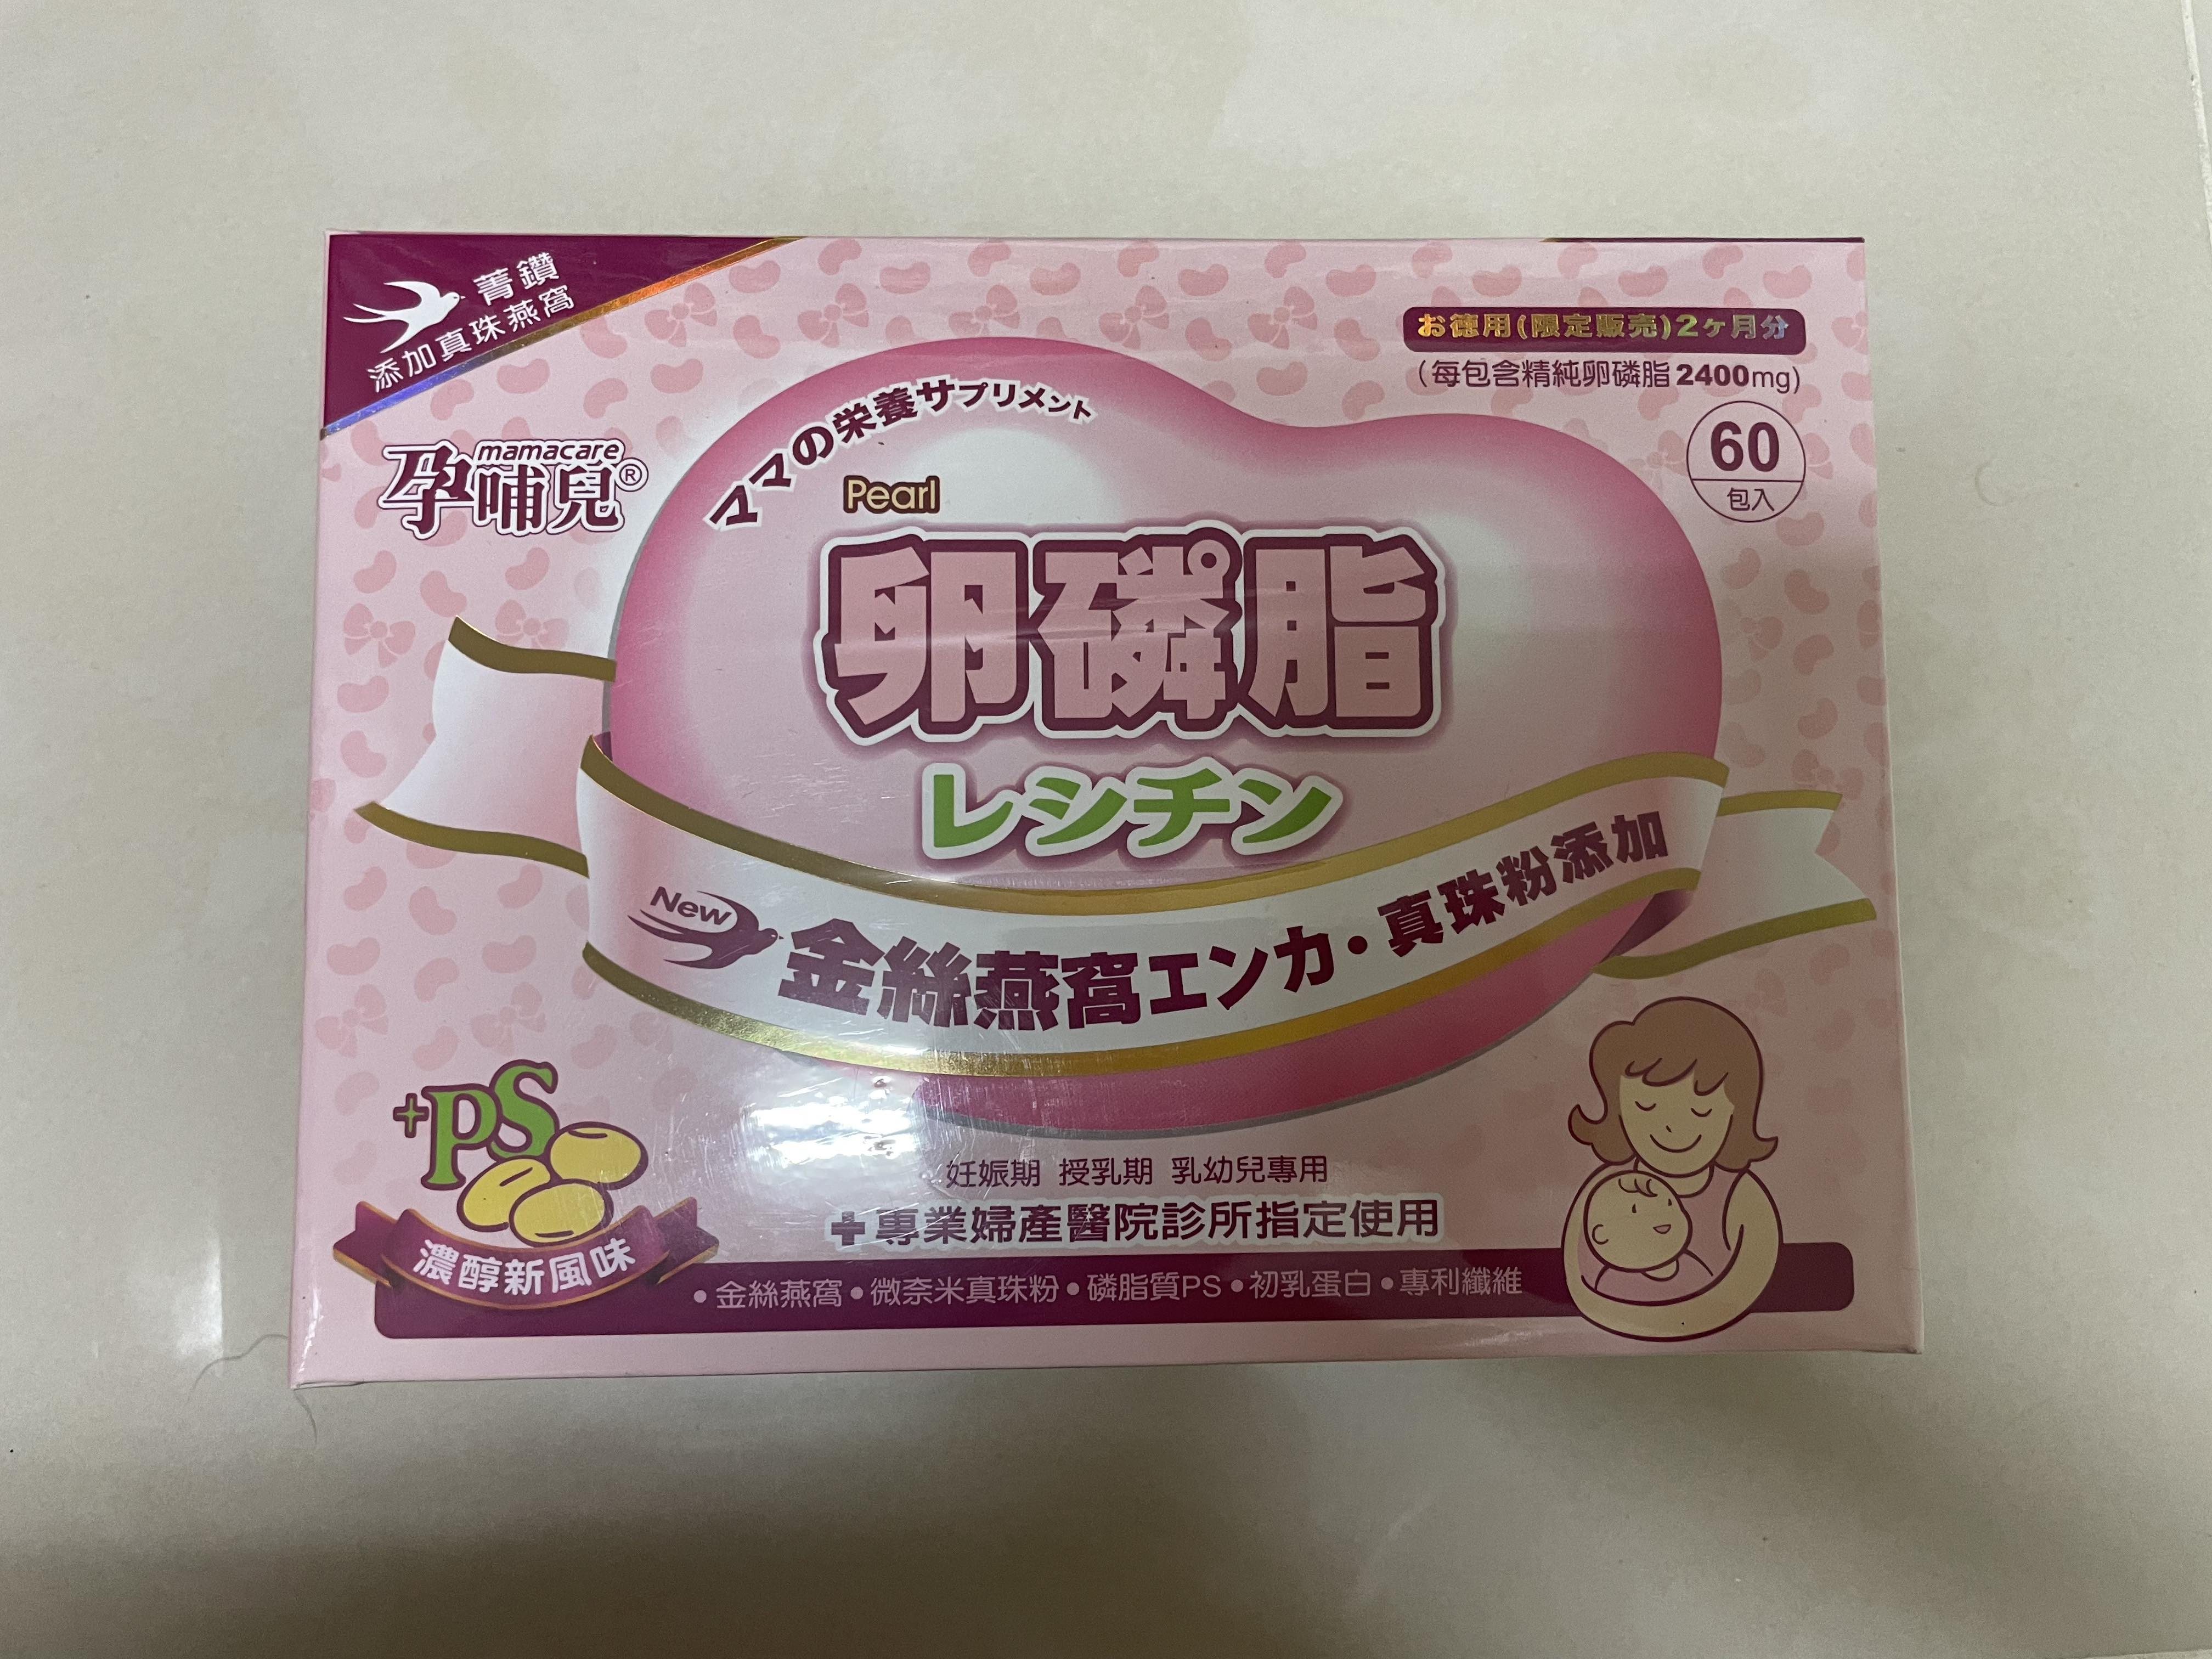 菁鑽
添加真珠燕窩
お徳用(限定販売)2ヶ月分
(每包含精純卵磷脂2400mg)
60
包入
mamacare
孕哺兒®
ママの栄養サプリメント
Pearl
卵磷脂
レシチン
New
金絲燕窩エンカ・真珠粉添加
+PS
濃醇新風味
妊娠期 授乳期 乳幼兒專用
+專業婦產醫院診所指定使用
•金絲燕窩•微奈米真珠粉•磷脂質PS•初乳蛋白•專利纖維